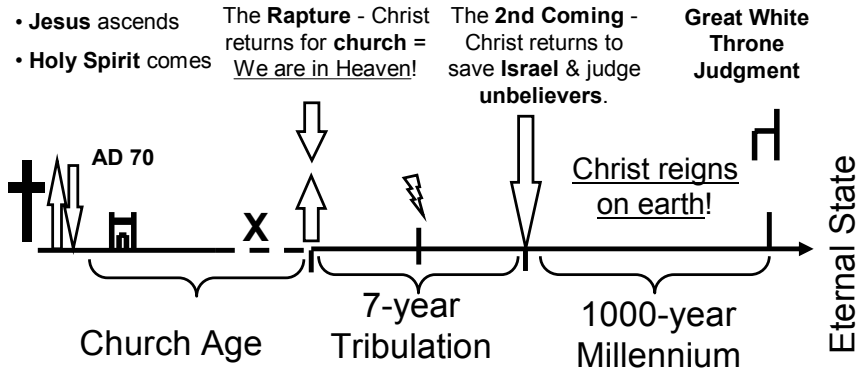 • Jesus ascends
• Holy Spirit comes
The Rapture - Christ
returns for church =
We are in Heaven!
The 2nd Coming -
Christ returns to
save Israel & judge
unbelievers.
Great White
Throne
Judgment
AD 70
X
Christ reigns
on earth!
Church Age
7-year
Tribulation
1000-year
Millennium
Eternal State